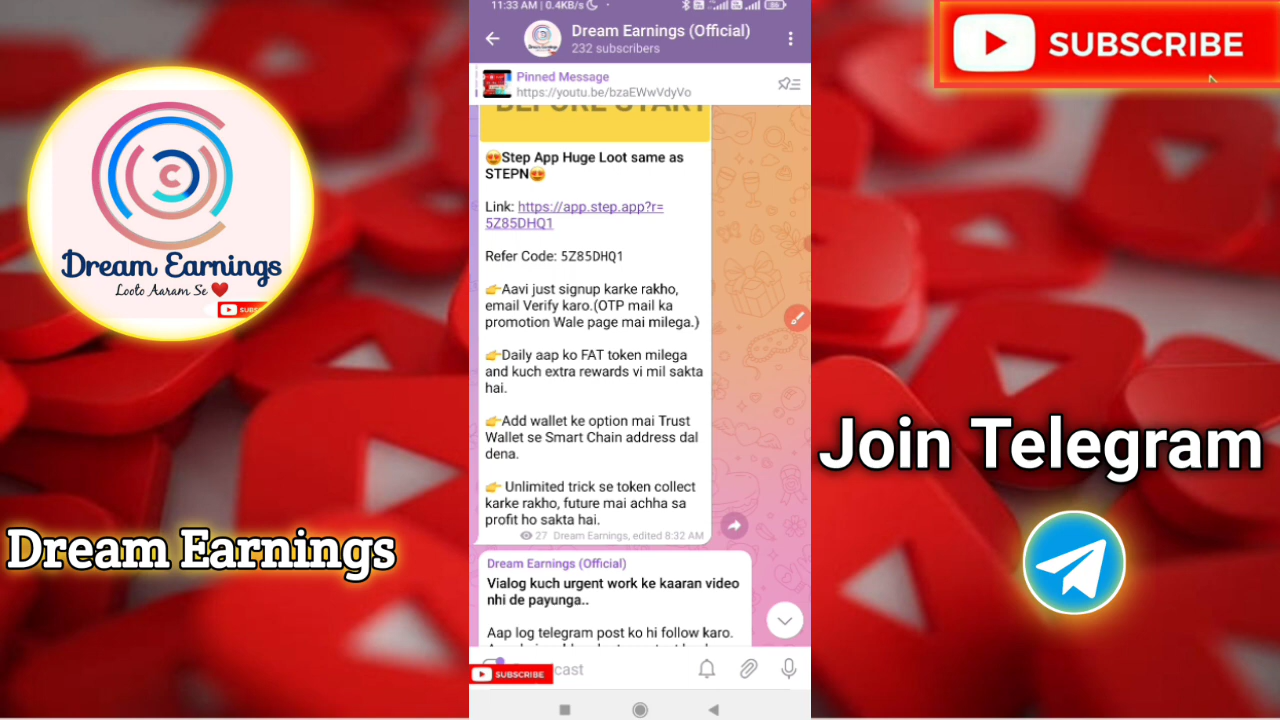 11:33 AM | 0.4KB/s
86
Dream Earnings (Official)
232 subscribers
SUBSCRIBE
Pinned Message
https://youtu.be/bzaEWwVdyVo
BEFORE START
😍Step App Huge Loot same as
STEPN😍
Link: https://app.step.app?r=
5Z85DHQ1
Refer Code: 5Z85DHQ1
👉Aavi just signup karke rakho,
email Verify karo.(OTP mail ka
promotion Wale page mai milega.)
👉Daily aap ko FAT token milega
and kuch extra rewards vi mil sakta
hai.
👉Add wallet ke option mai Trust
Wallet se Smart Chain address dal
dena.
👉 Unlimited trick se token collect
karke rakho, future mai achha sa
profit ho sakta hai.
27 Dream Earnings, edited 8:32 AM
Dream Earnings (Official)
Vialog kuch urgent work ke kaaran video
nhi de payunga..
Aap log telegram post ko hi follow karo.
SUBSCRIBE
Dream Earnings
Looto Aaram Se ❤
Dream Earnings
Join Telegram